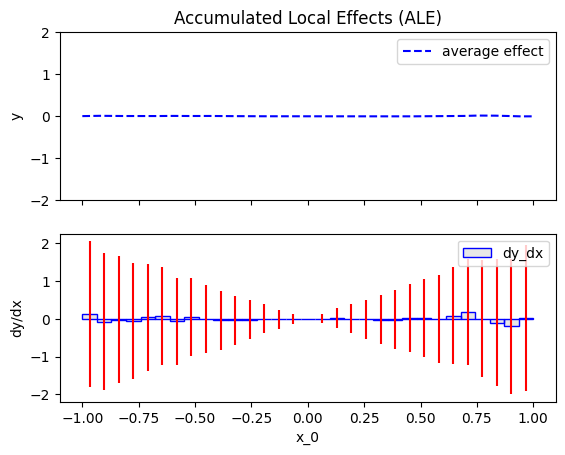 Accumulated Local Effects (ALE)
average effect
y
2
1
0
−1
−2
dy_dx
dy/dx
2
1
0
−1
−2
−1.00 −0.75 −0.50 −0.25 0.00 0.25 0.50 0.75 1.00
x_0